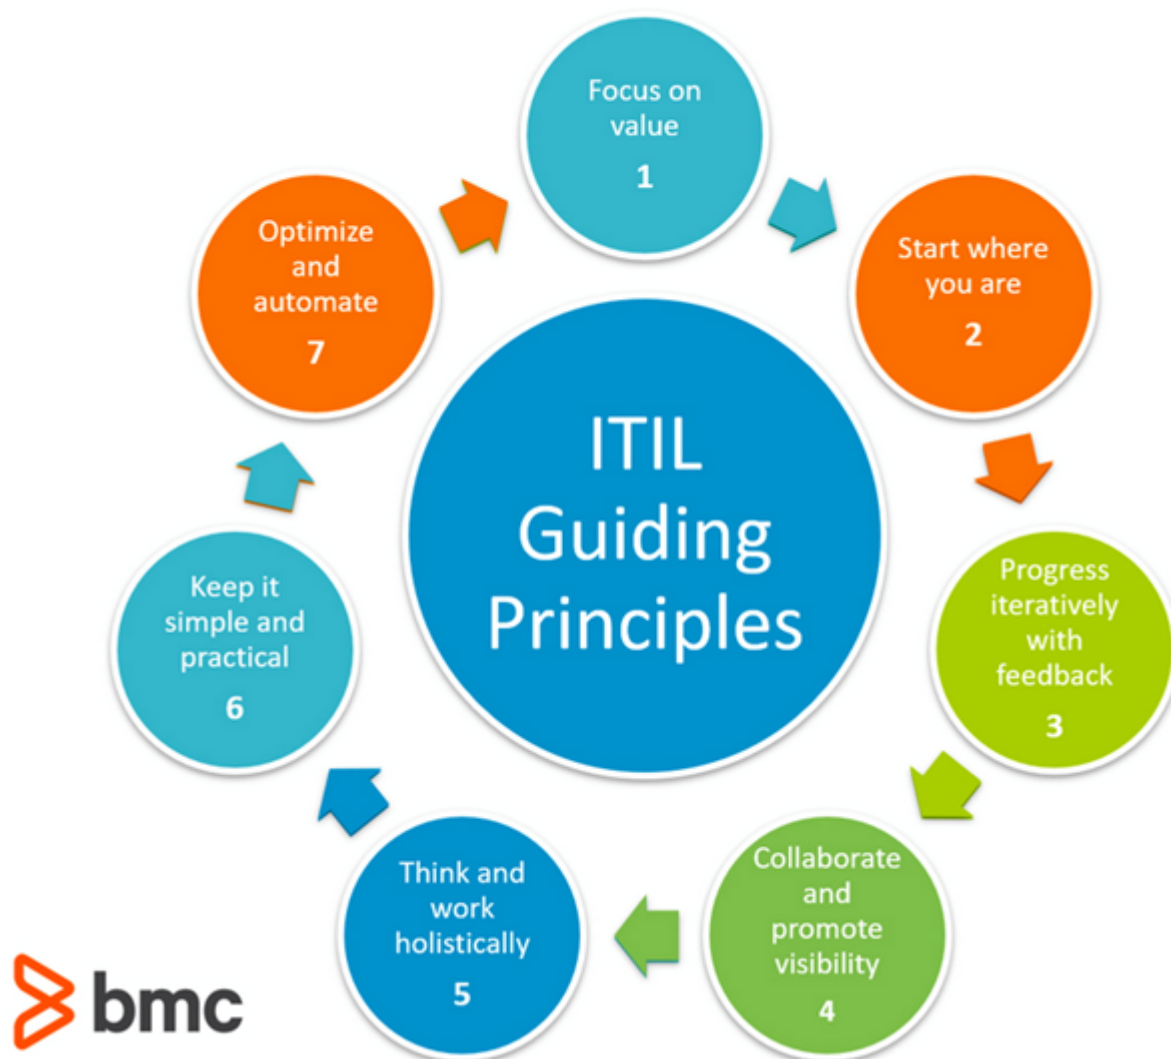 Focus on
value
1
Start where
you are
2
Progress
iteratively
with
feedback
3
Collaborate
and
promote
visibility
4
Think and
work
holistically
5
Keep it
simple and
practical
6
Optimize
and
automate
7
ITIL
Guiding
Principles
bmc